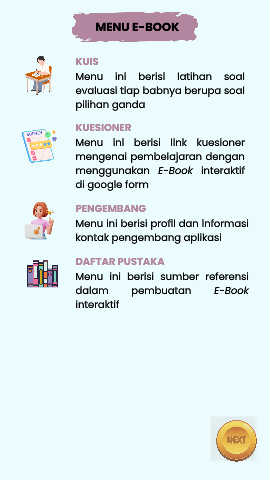 MENU E-BOOK
KUIS
Menu ini berisi latihan soal
evaluasi tiap babnya berupa soal
pilihan ganda
KUESIONER
Menu ini berisi link kuesioner
mengenai pembelajaran dengan
menggunakan E-Book interaktif
di google form
PENGEMBANG
Menu ini berisi profil dan informasi
kontak pengembang aplikasi
DAFTAR PUSTAKA
Menu ini berisi sumber referensi
dalam pembuatan E-Book
interaktif
NEXT